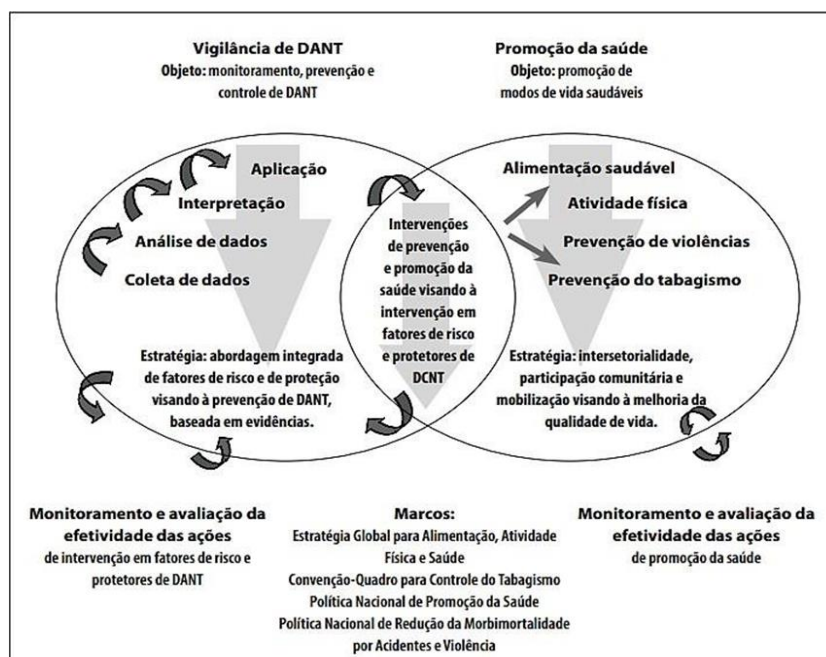 Vigilância de DANT
Objeto: monitoramento, prevenção e
controle de DANT
Promoção da saúde
Objeto: promoção de
modos de vida saudáveis
Aplicação
Interpretação
Análise de dados
Coleta de dados
Estratégia: abordagem integrada
de fatores de risco e de proteção
visando à prevenção de DANT,
baseada em evidências.
Intervenções
de prevenção
e promoção da
saúde visando à
intervenção em
fatores de risco
e protetores de
DCNT
Alimentação saudável
Atividade física
Prevenção de violências
Prevenção do tabagismo
Estratégia: intersetorialidade,
participação comunitária e
mobilização visando à melhoria da
qualidade de vida.
Monitoramento e avaliação da
efetividade das ações
de intervenção em fatores de risco e
protetores de DANT
Marcos:
Estratégia Global para Alimentação, Atividade
Física e Saúde
Convenção-Quadro para Controle do Tabagismo
Política Nacional de Promoção da Saúde
Política Nacional de Redução da Morbimortalidade
por Acidentes e Violência
Monitoramento e avaliação da
efetividade das ações
de promoção da saúde